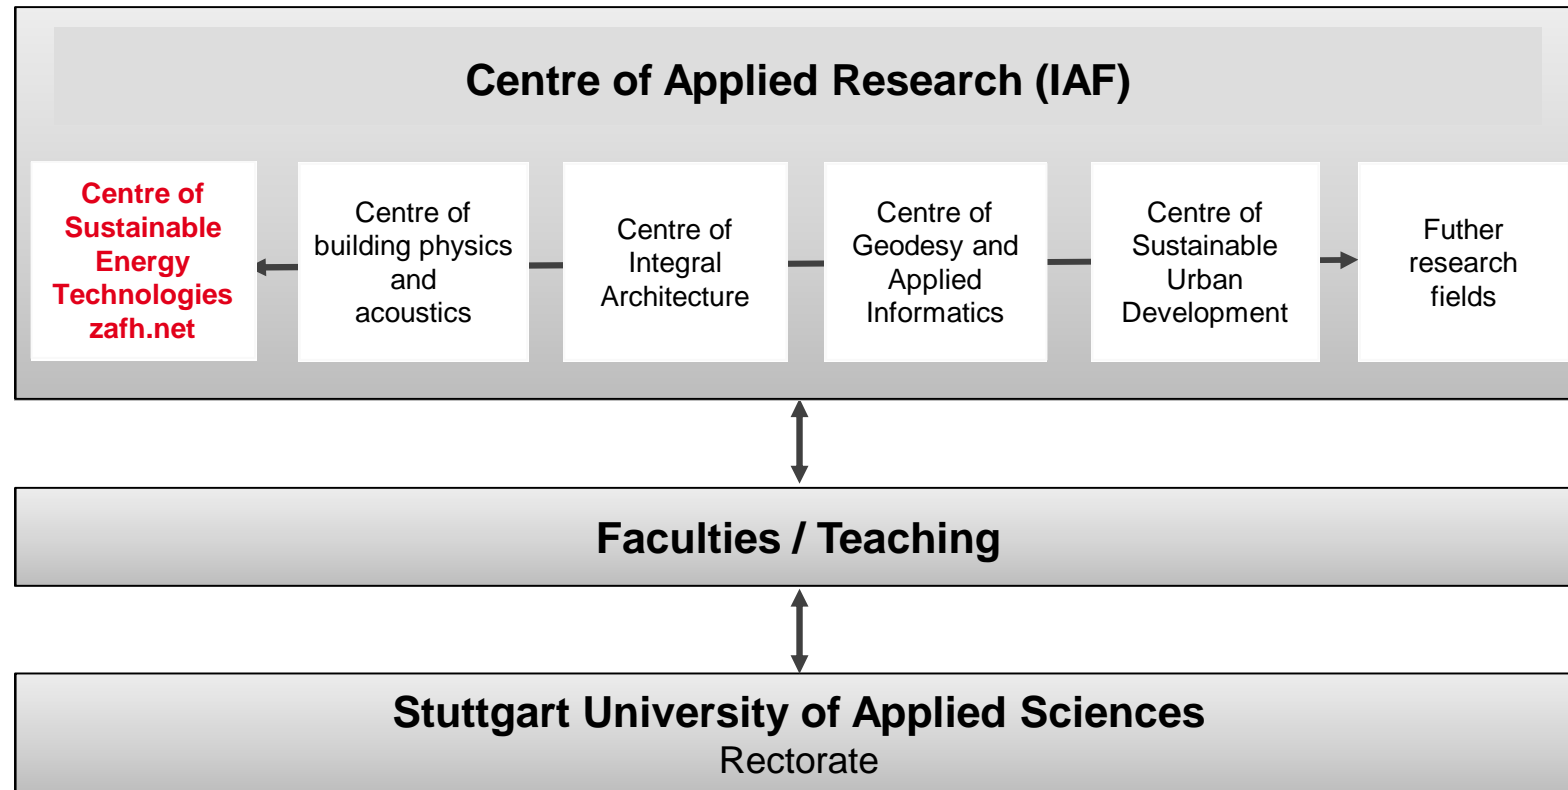 Centre of Applied Research (IAF)
Centre of
Sustainable
Energy
Technologies
zafh.net
Centre of
building physics
and
acoustics
Centre of
Integral
Architecture
Centre of
Geodesy and
Applied
Informatics
Centre of
Sustainable
Urban
Development
Futher
research
fields
Faculties / Teaching
Stuttgart University of Applied Sciences
Rectorate